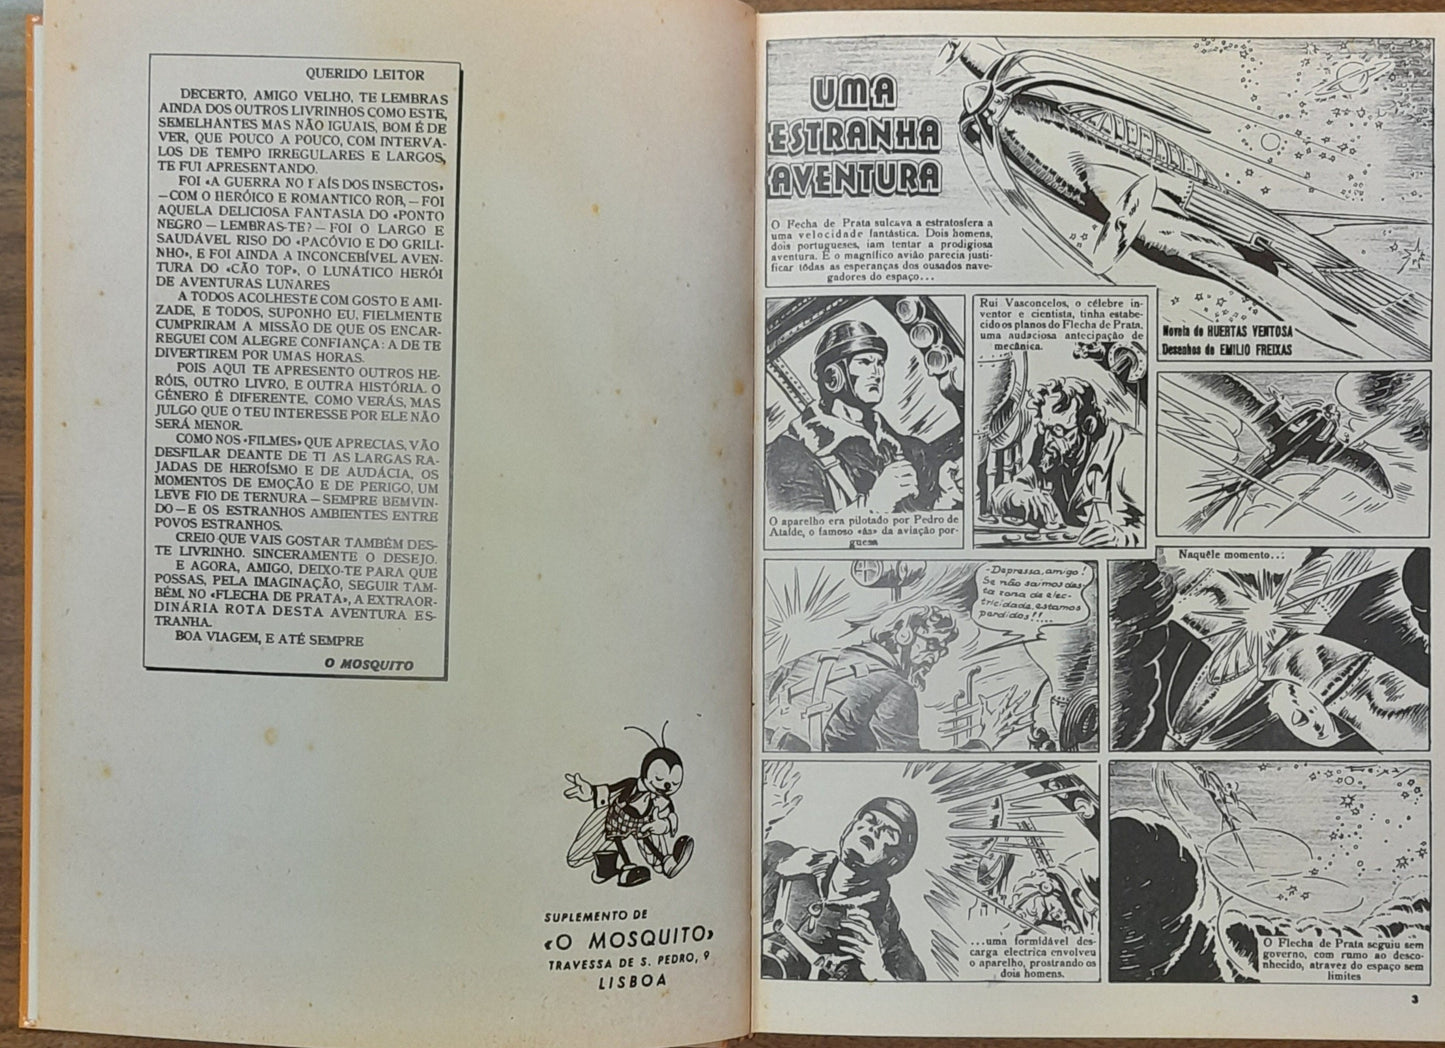 QUERIDO LEITOR
DECERTO, AMIGO VELHO, TE LEMBRAS
AINDA DOS OUTROS LIVRINHOS COMO ESTE,
SEMELHANTES MAS NÃO IGUAIS, BOM É DE
VER, QUE POUCO A POUCO, COM INTERVA-
LOS DE TEMPO IRREGULARES E LARGOS,
TE FUI APRESENTANDO.
FOI «A GUERRA NO PAÍS DOS INSECTOS»
—COM O HERÓICO E ROMANTICO ROB, — FOI
AQUELA DELICIOSA FANTASIA DO «PONTO
NEGRO — LEMBRAS-TE? — FOI O LARGO E
SAUDÁVEL RISO DO «PACÓVIO E DO GRILI-
NHO», E FOI AINDA A INCONCEBÍVEL AVEN-
TURA DO «CÃO TOP», O LUNÁTICO HERÓI
DE AVENTURAS LUNARES
A TODOS ACOLHESTE COM GOSTO E AMI-
ZADE, E TODOS, SUPONHO EU, FIELMENTE
CUMPRIRAM A MISSÃO DE QUE OS ENCAR-
REGUEI COM ALEGRE CONFIANÇA: A DE TE
DIVERTIREM POR UMAS HORAS.
POIS AQUI TE APRESENTO OUTROS HE-
RÓIS, OUTRO LIVRO, E OUTRA HISTÓRIA. O
GÉNERO É DIFERENTE, COMO VERÁS, MAS
JULGO QUE O TEU INTERESSE POR ELE NÃO
SERÁ MENOR.
COMO NOS «FILMES» QUE APRECIAS, VÃO
DESFILAR DEANTE DE TI AS LARGAS RA-
JADAS DE HEROÍSMO E DE AUDÁCIA, OS
MOMENTOS DE EMOÇÃO E DE PERIGO, UM
LEVE FIO DE TERNURA — SEMPRE BEMVIN-
DO — E OS ESTRANHOS AMBIENTES ENTRE
POVOS ESTRANHOS.
CREIO QUE VAIS GOSTAR TAMBÉM DES-
TE LIVRINHO. SINCERAMENTE O DESEJO.
E AGORA, AMIGO, DEIXO-TE PARA QUE
POSSAS, PELA IMAGINAÇÃO, SEGUIR TAM-
BÉM, NO «FLECHA DE PRATA», A EXTRAOR-
DINÁRIA ROTA DESTA AVENTURA ES-
TRANHA.
BOA VIAGEM, E ATÉ SEMPRE
O MOSQUITO
SUPLEMENTO DE
«O MOSQUITO»
TRAVESSA DE S. PEDRO, 9
LISBOA
UMA
ESTRANHA
AVENTURA
O Fecha de Prata sulcava a estratosfera a
uma velocidade fantástica. Dois homens,
dois portugueses, iam tentar a prodigiosa
aventura. E o magnífico avião parecia justi-
ficar tôdas as esperanças dos ousados nave-
gadores do espaço...
Novela de HUERTAS VENTOSA
Desenhos de EMILIO FREIXAS
O aparelho era pilotado por Pedro de
Ataíde, o famoso «ás» da aviação por-
guesa
Rui Vasconcelos, o célebre in-
ventor e cientista, tinha estabe-
cido os planos do Flecha de Prata,
uma audaciosa antecipação de
mecânica.
-Depressa, amigo!
Se não saimos des-
ta zona de elec-
tricidade, estamos
perdidos!!....
Naquêle momento...
...uma formidável des-
carga electrica envolveu
o aparelho, prostrando os
dois homens.
O Flecha de Prata seguiu sem
governo, com rumo ao desco-
nhecido, atravez do espaço sem
limites
3